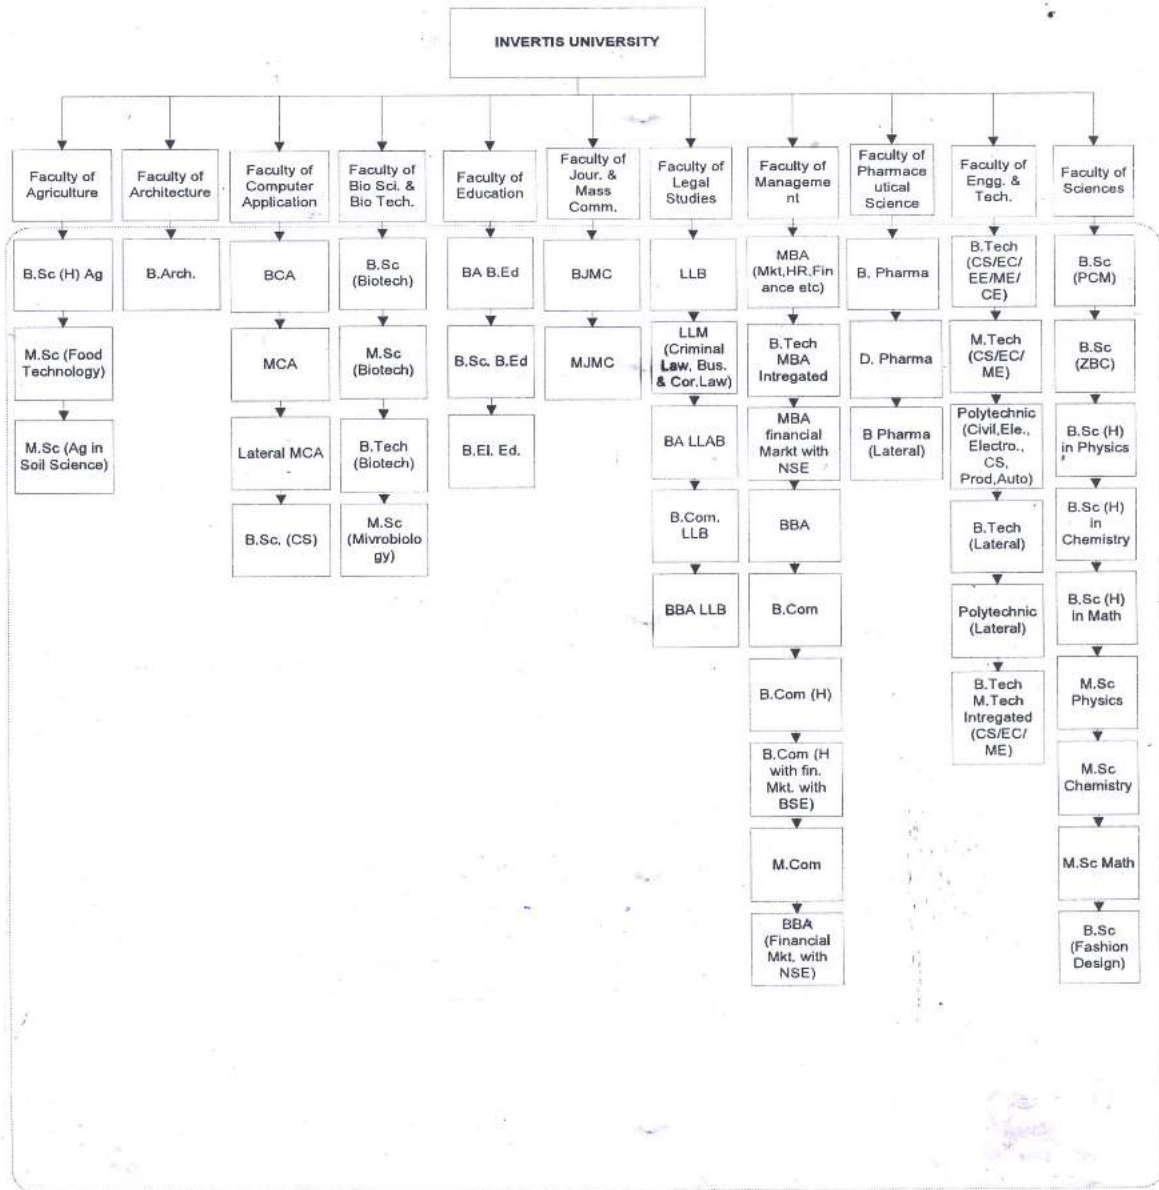 INVERTIS UNIVERSITY
Faculty of
Agriculture
Faculty of
Architecture
Faculty of
Computer
Application
Faculty of
Bio Sci. &
Bio Tech.
Faculty of
Education
Faculty of
Jour. &
Mass
Comm.
Faculty of
Legal
Studies
Faculty of
Manageme
nt
Faculty of
Pharmace
utical
Science
Faculty of
Engg. &
Tech.
Faculty of
Sciences
B.Sc (H) Ag
M.Sc (Food
Technology)
M.Sc (Ag in
Soil Science)
B.Arch.
BCA
MCA
Lateral MCA
B.Sc. (CS)
B.Sc
(Biotech)
M.Sc
(Biotech)
B.Tech
(Biotech)
M.Sc
(Mivrobiolo
gy)
BA B.Ed
B.Sc. B.Ed
B.El. Ed.
BJMC
MJMC
LLB
LLM
(Criminal
Law, Bus.
& Cor.Law)
BA LLAB
B.Com.
LLB
BBA LLB
MBA
(Mkt,HR,Fin
ance etc)
B.Tech
MBA
Intregated
MBA
financial
Markt with
NSE
BBA
B.Com
B.Com (H)
B.Com (H
with fin.
Mkt. with
BSE)
M.Com
BBA
(Financial
Mkt. with
NSE)
B. Pharma
D. Pharma
B Pharma
(Lateral)
B.Tech
(CS/EC/
EE/ME/
CE)
M.Tech
(CS/EC/
ME)
Polytechnic
(Civil,Ele.,
Electro.,
CS,
Prod,Auto)
B.Tech
(Lateral)
Polytechnic
(Lateral)
B.Tech
M.Tech
Intregated
(CS/EC/
ME)
B.Sc
(PCM)
B.Sc
(ZBC)
B.Sc (H)
in Physics
B.Sc (H)
in
Chemistry
B.Sc (H)
in Math
M.Sc
Physics
M.Sc
Chemistry
M.Sc Math
B.Sc
(Fashion
Design)